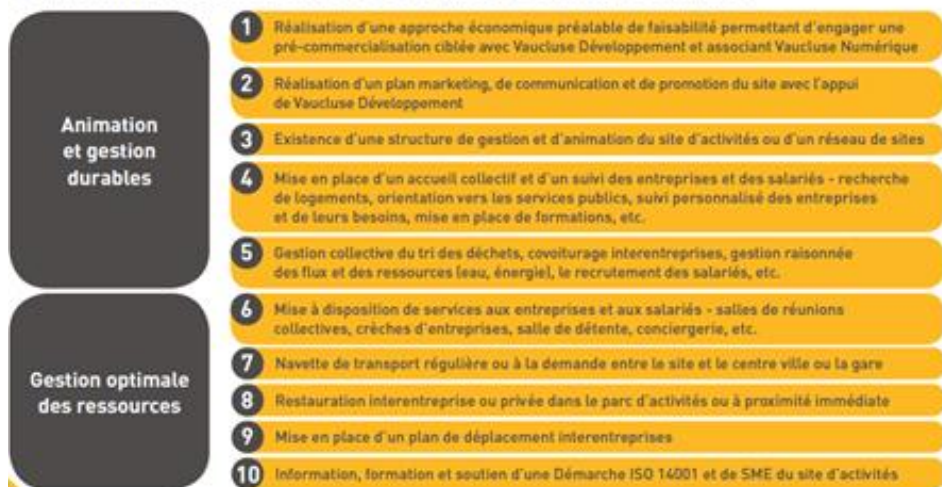 Animation
et gestion
durables
1 Réalisation d'une approche économique préalable de faisabilité permettant d'engager une
pré-commercialisation ciblée avec Vaucluse Développement et associant Vaucluse Numérique
2 Réalisation d'un plan marketing, de communication et de promotion du site avec l'appui
de Vaucluse Développement
3 Existence d'une structure de gestion et d'animation du site d'activités ou d'un réseau de sites
4 Mise en place d'un accueil collectif et d'un suivi des entreprises et des salariés - recherche
de logements, orientation vers les services publics, suivi personnalisé des entreprises
et de leurs besoins, mise en place de formations, etc.
5 Gestion collective du tri des déchets, covoiturage interentreprises, gestion raisonnée
des flux et des ressources (eau, énergie), le recrutement des salariés, etc.
Gestion optimale
des ressources
6 Mise à disposition de services aux entreprises et aux salariés - salles de réunions
collectives, crèches d'entreprises, salle de détente, conciergerie, etc.
7 Navette de transport régulière ou à la demande entre le site et le centre ville ou la gare
8 Restauration interentreprise ou privée dans le parc d'activités ou à proximité immédiate
9 Mise en place d'un plan de déplacement interentreprises
10 Information, formation et soutien d'une Démarche ISO 14001 et de SME du site d'activités